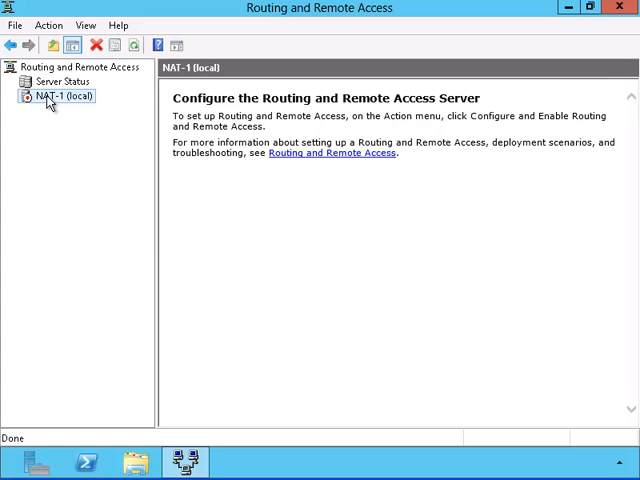 Routing and Remote Access
File Action View Help
Routing and Remote Access
Server Status
NAT-1 (local)
NAT-1 (local)
Configure the Routing and Remote Access Server
To set up Routing and Remote Access, on the Action menu, click Configure and Enable Routing
and Remote Access.
For more information about setting up a Routing and Remote Access, deployment scenarios, and
troubleshooting, see Routing and Remote Access.
Done